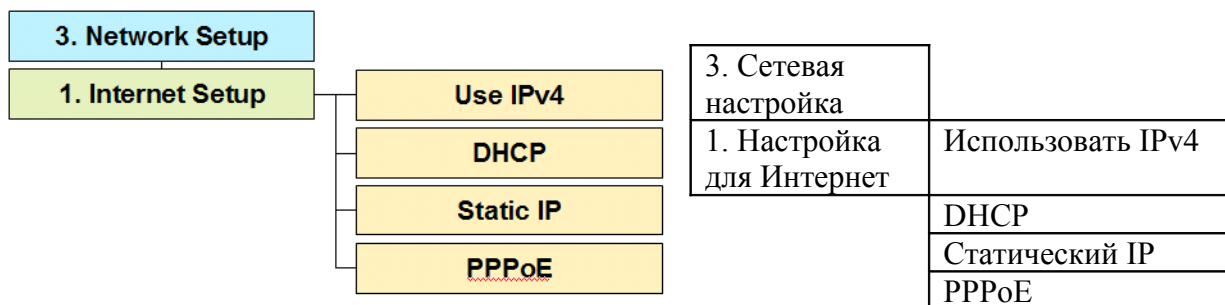 3. Network Setup
1. Internet Setup
Use IPv4
DHCP
Static IP
PPPoE
3. Сетевая
настройка
1. Настройка
для Интернет
Использовать IPv4
DHCP
Статический IP
PPPoE